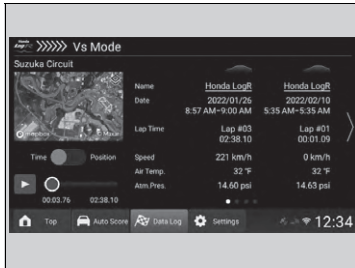 Honda LogR Vs Mode
Suzuka Circuit
Name Honda LogR Honda LogR
Date 2022/01/26 2022/02/10
8:57 AM~9:00 AM 5:35 AM~5:35 AM
Lap Time Lap #03 Lap #01
02:38.10 00:01.09
Time Position Speed 221 km/h 0 km/h
Air Temp. 32 °F 32 °F
Atm.Pres. 14.60 psi 14.63 psi
00:03.76 02:38.10
Top Auto Score Data Log Settings 12:34